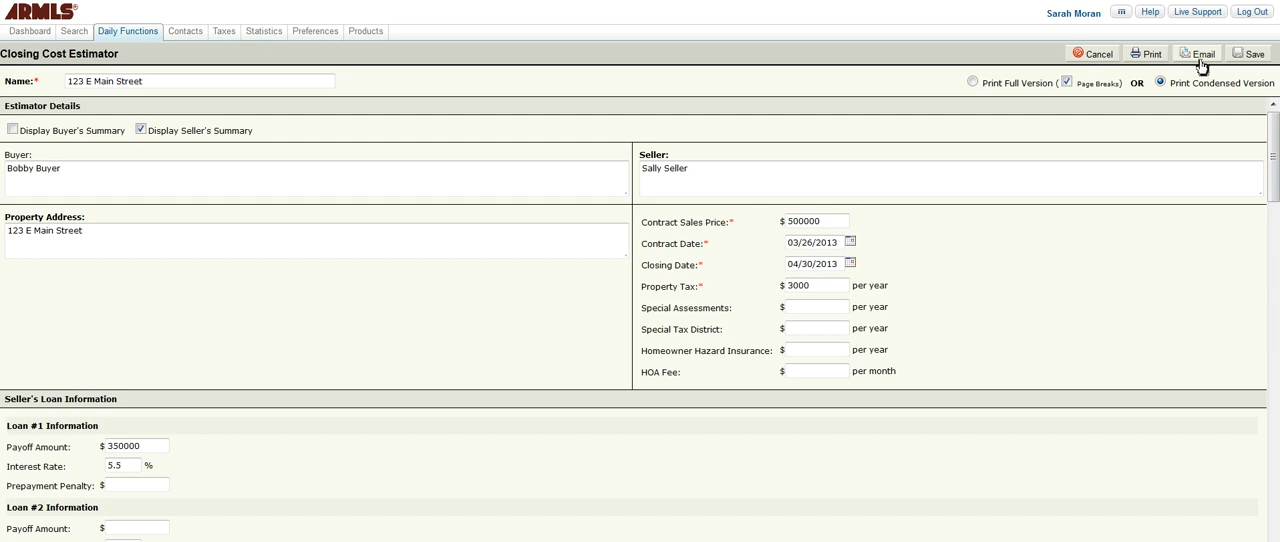 ARMLS
Sarah Moran Help Live Support Log Out
Dashboard Search Daily Functions Contacts Taxes Statistics Preferences Products
Closing Cost Estimator Cancel Print Email Save
Name:* 123 E Main Street Print Full Version ( Page Breaks) OR Print Condensed Version
Estimator Details
Display Buyer's Summary Display Seller's Summary
Buyer:
Bobby Buyer
Seller:
Sally Seller
Property Address:
123 E Main Street
Contract Sales Price:* $ 500000
Contract Date:* 03/26/2013
Closing Date:* 04/30/2013
Property Tax:* $ 3000 per year
Special Assessments: $ per year
Special Tax District: $ per year
Homeowner Hazard Insurance: $ per year
HOA Fee: $ per month
Seller's Loan Information
Loan #1 Information
Payoff Amount: $ 350000
Interest Rate: 5.5 %
Prepayment Penalty: $
Loan #2 Information
Payoff Amount: $